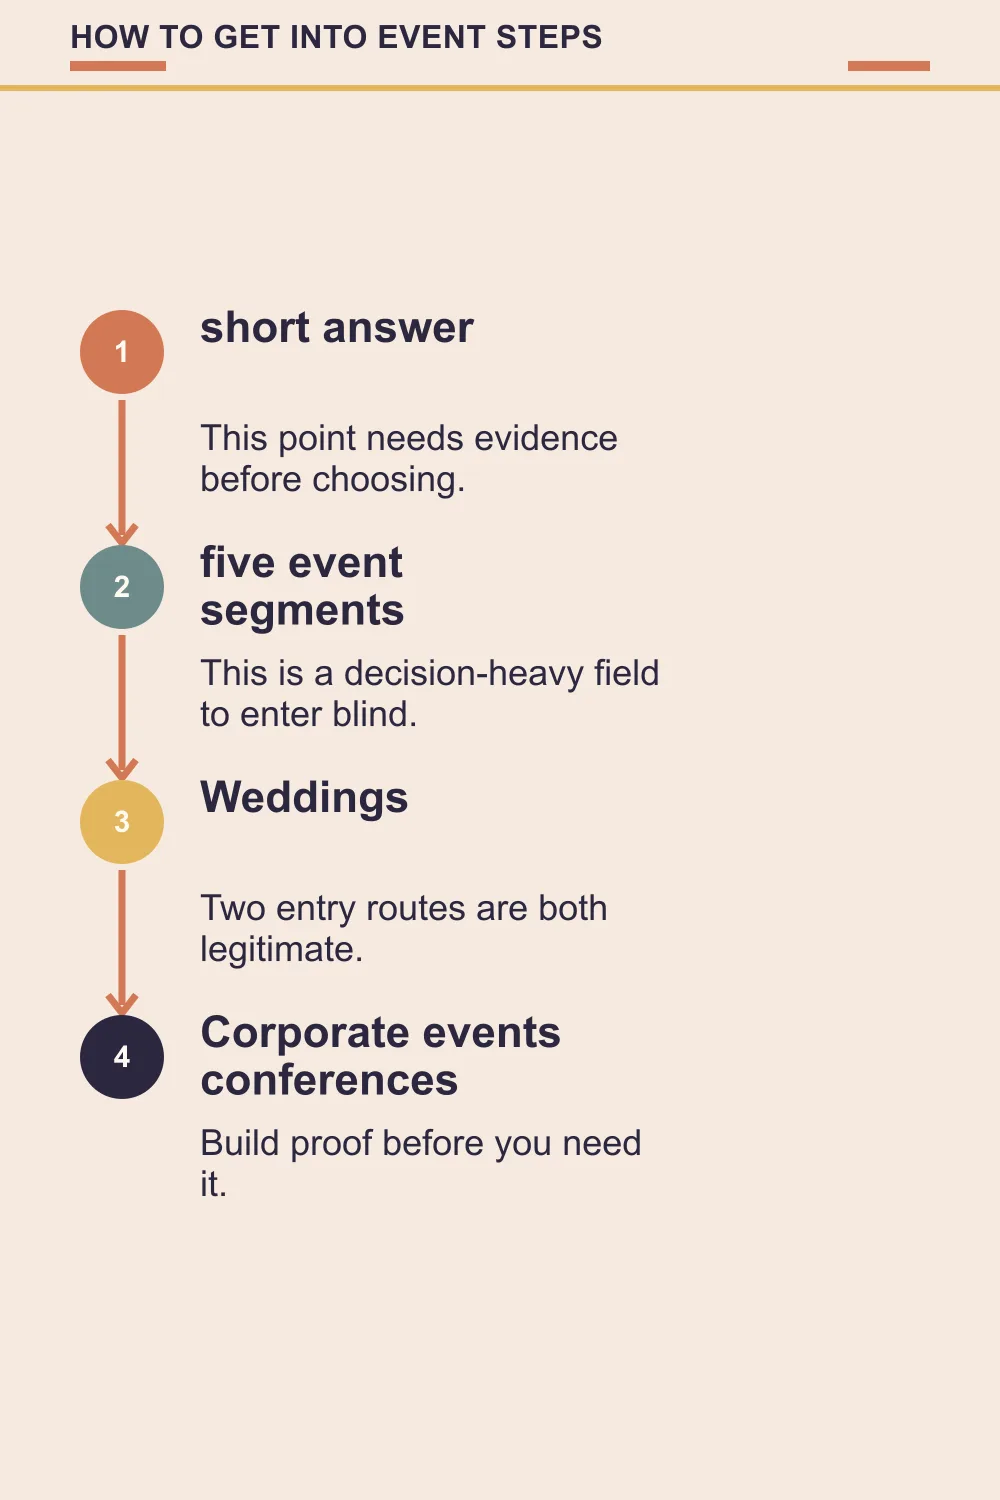 HOW TO GET INTO EVENT STEPS
1
short answer
This point needs evidence
before choosing.
2
five event
segments
This is a decision-heavy field
to enter blind.
3
Weddings
Two entry routes are both
legitimate.
4
Corporate events
conferences
Build proof before you need
it.